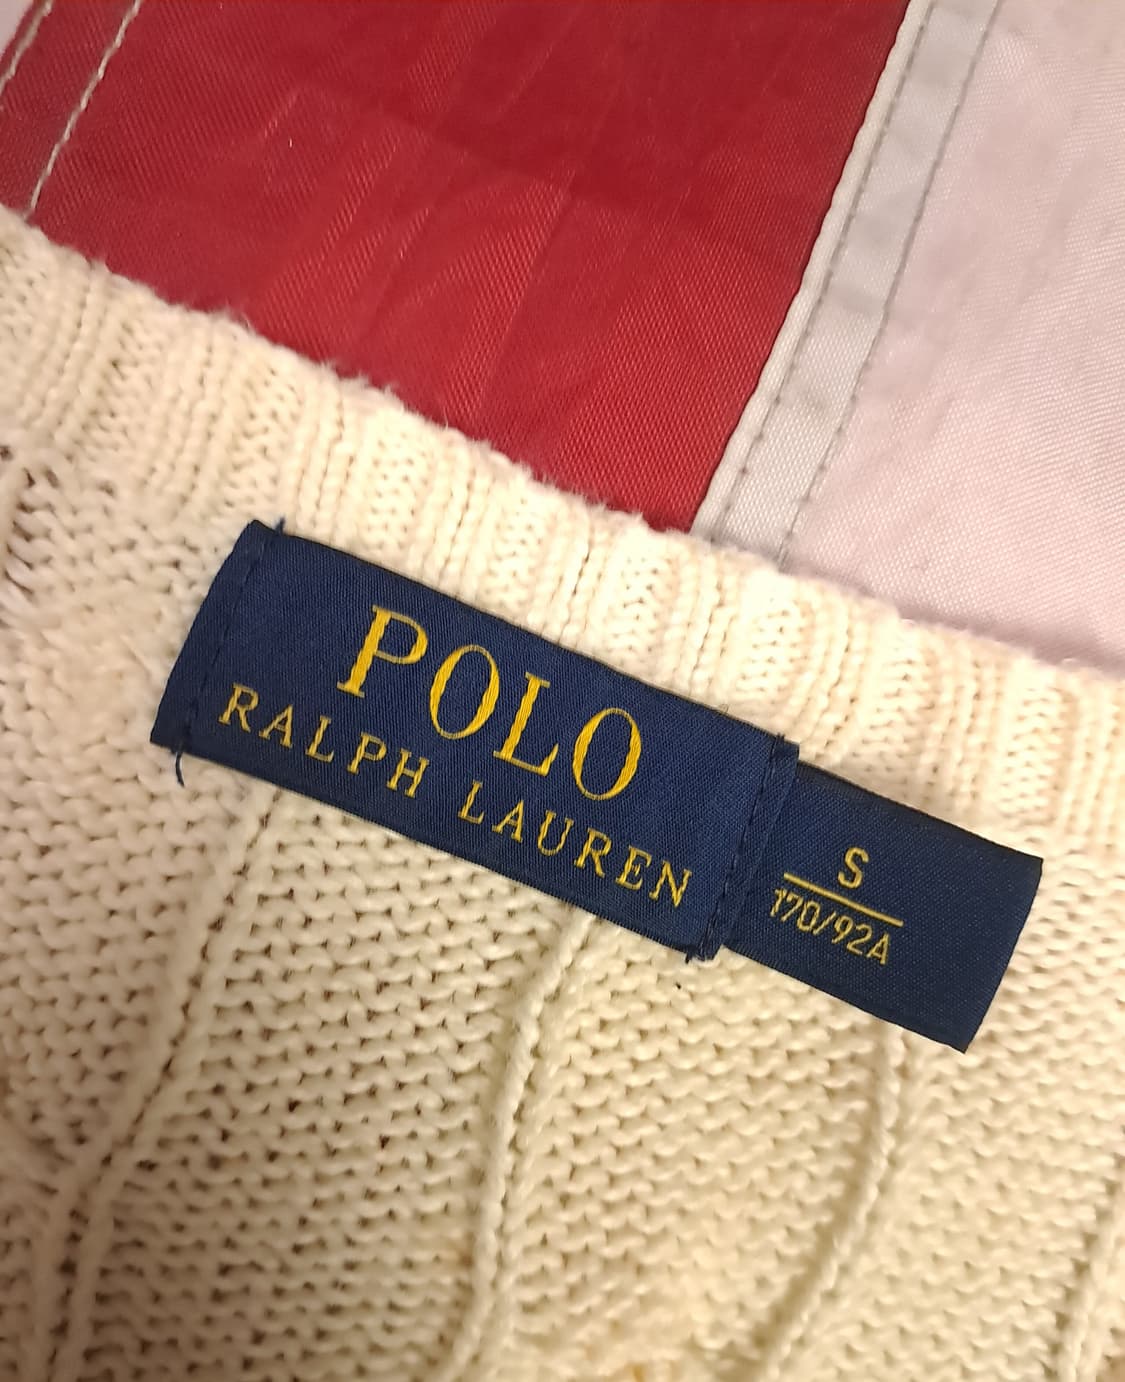 POLO
RALPH LAUREN
S
170/92A